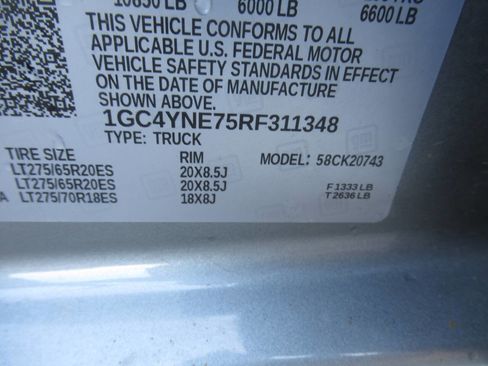 10650 LB 6000 LB 6600 LB
THIS VEHICLE CONFORMS TO ALL
APPLICABLE U.S. FEDERAL MOTOR
VEHICLE SAFETY STANDARDS IN EFFECT
ON THE DATE OF MANUFACTURE
SHOWN ABOVE.
1GC4YNE75RF311348
TYPE: TRUCK
TIRE SIZE RIM MODEL: 58CK20743
LT275/65R20ES 20X8.5J
LT275/65R20ES 20X8.5J F 1333 LB
A LT275/70R18ES 18X8J T 2636 LB